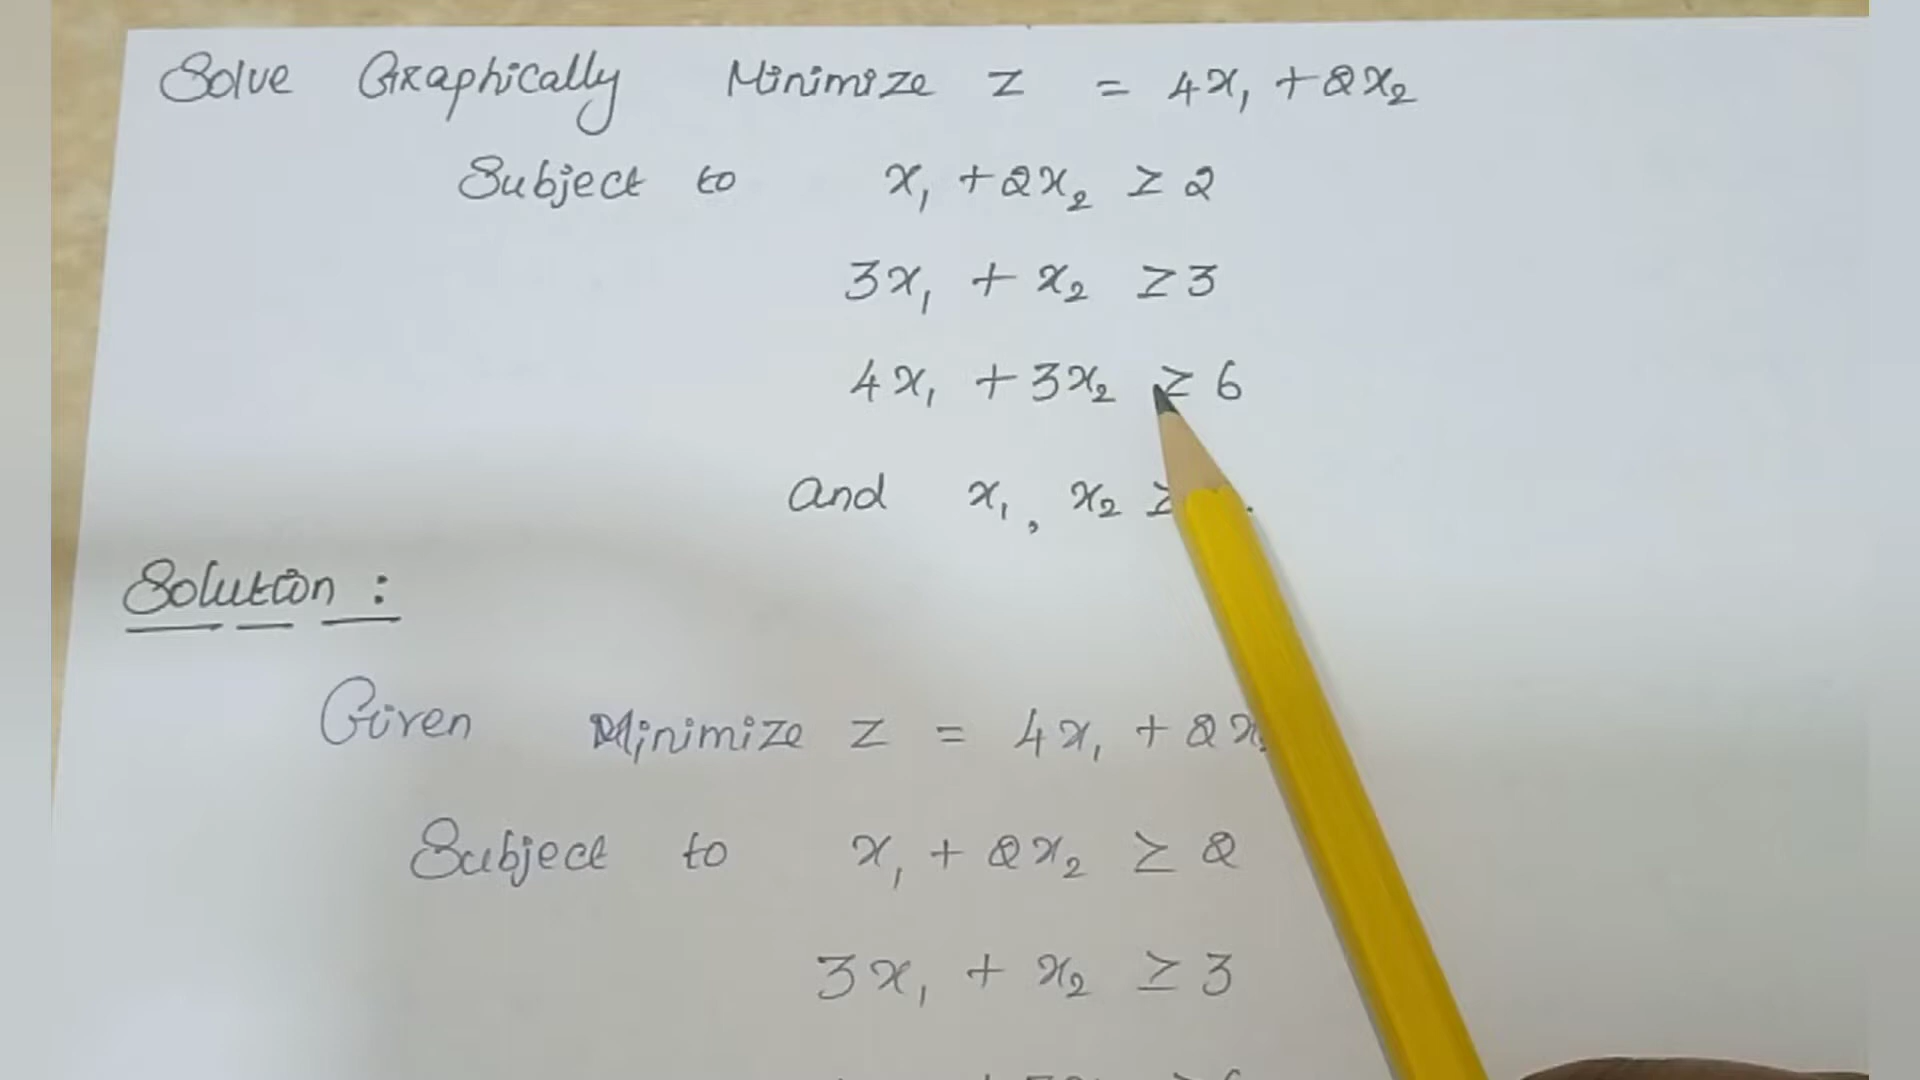 Solve Graphically Minimize Z = 4x₁ + 2x₂
Subject to x₁ + 2x₂ ≥ 2
3x₁ + x₂ ≥ 3
4x₁ + 3x₂ ≥ 6
and x₁, x₂ ≥
Solution :
Given Minimize Z = 4x₁ + 2x
Subject to x₁ + 2x₂ ≥ 2
3x₁ + x₂ ≥ 3